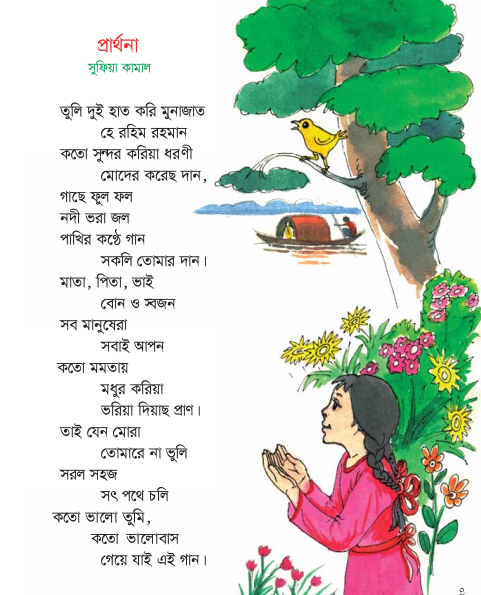 প্রার্থনা
সুফিয়া কামাল
তুলি দুই হাত করি মুনাজাত
হে রহিম রহমান
কতো সুন্দর করিয়া ধরণী
মোদের করেছ দান,
গাছে ফুল ফল
নদী ভরা জল
পাখির কণ্ঠে গান
সকলি তোমার দান।
মাতা, পিতা, ভাই
বোন ও স্বজন
সব মানুষেরা
সবাই আপন
কতো মমতায়
মধুর করিয়া
ভরিয়া দিয়াছ প্রাণ।
তাই যেন মোরা
তোমারে না ভুলি
সরল সহজ
সৎ পথে চলি
কতো ভালো তুমি,
কতো ভালোবাস
গেয়ে যাই এই গান।